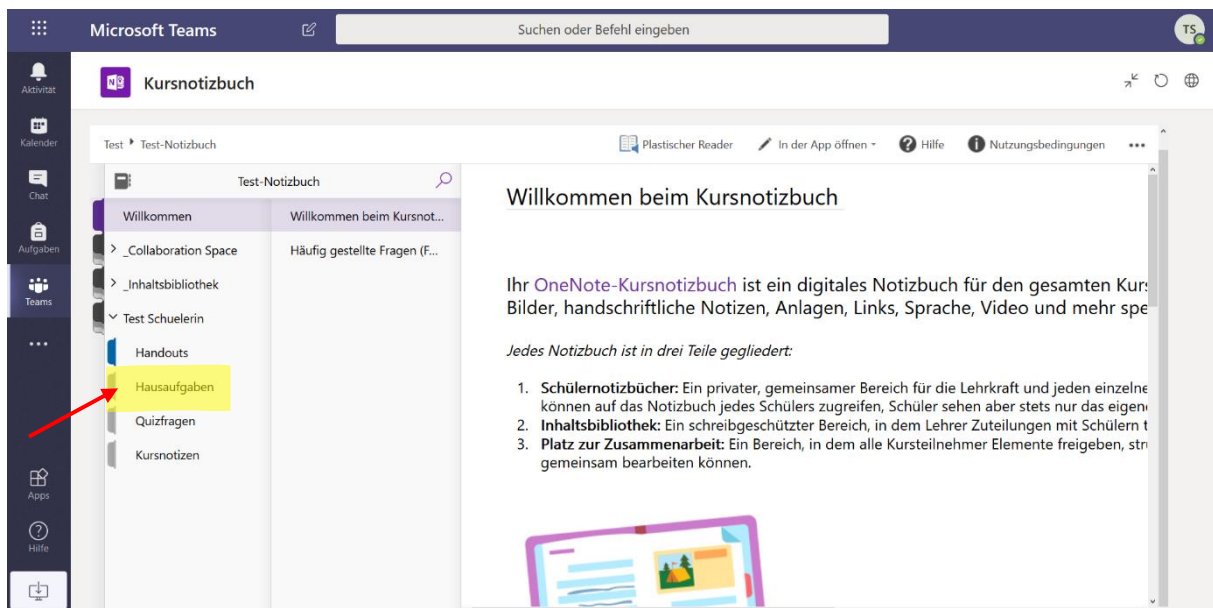 Microsoft Teams
Suchen oder Befehl eingeben
TS
Aktivität
Kalender
Chat
Aufgaben
Teams
Apps
Hilfe
N
Kursnotizbuch
Test Test-Notizbuch
Plastischer Reader
In der App öffnen
Hilfe
Nutzungsbedingungen
Test-Notizbuch
Willkommen
_Collaboration Space
_Inhaltsbibliothek
Test Schuelerin
Handouts
Hausaufgaben
Quizfragen
Kursnotizen
Willkommen beim Kursnot...
Häufig gestellte Fragen (F...
Willkommen beim Kursnotizbuch
Ihr OneNote-Kursnotizbuch ist ein digitales Notizbuch für den gesamten Kurs
Bilder, handschriftliche Notizen, Anlagen, Links, Sprache, Video und mehr spe
Jedes Notizbuch ist in drei Teile gegliedert:
1. Schülernotizbücher: Ein privater, gemeinsamer Bereich für die Lehrkraft und jeden einzelne
können auf das Notizbuch jedes Schülers zugreifen, Schüler sehen aber stets nur das eigen
2. Inhaltsbibliothek: Ein schreibgeschützter Bereich, in dem Lehrer Zuteilungen mit Schülern t
3. Platz zur Zusammenarbeit: Ein Bereich, in dem alle Kursteilnehmer Elemente freigeben, str
gemeinsam bearbeiten können.